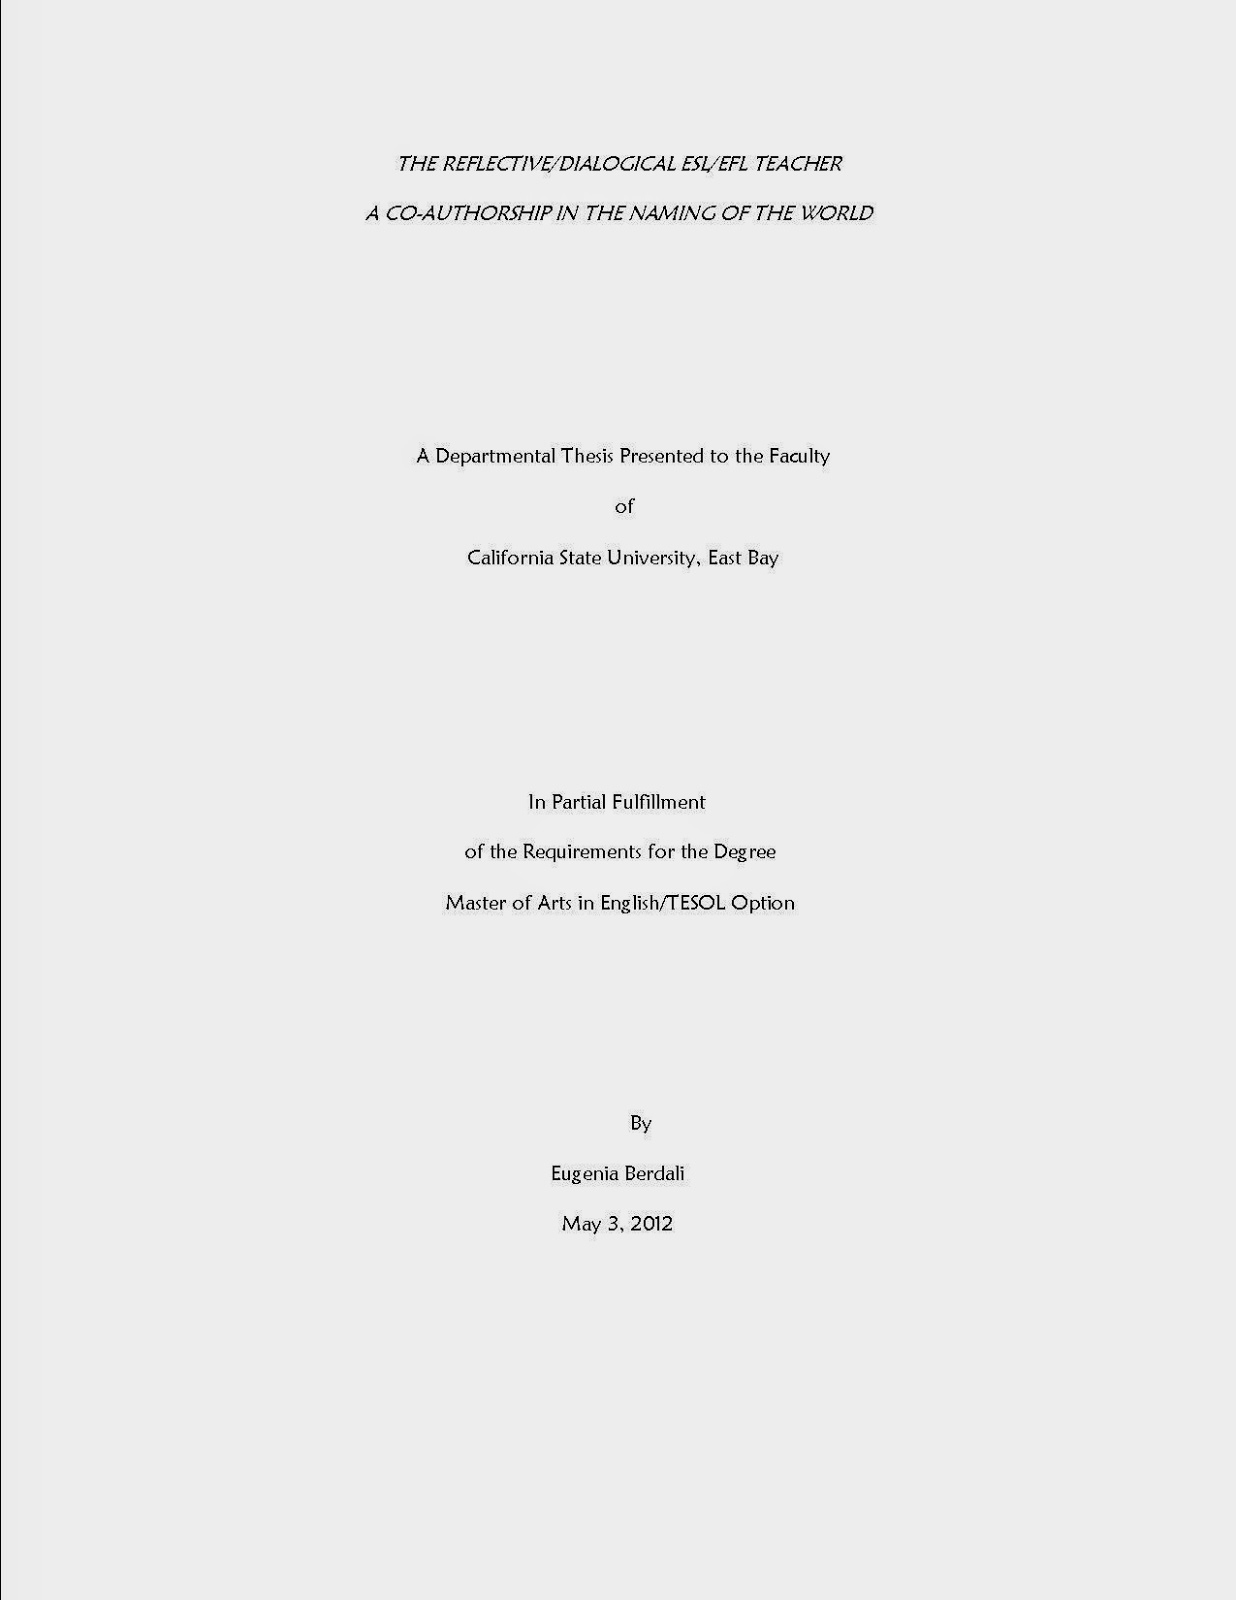 THE REFLECTIVE/DIALOGICAL ESL/EFL TEACHER
A CO-AUTHORSHIP IN THE NAMING OF THE WORLD
A Departmental Thesis Presented to the Faculty
of
California State University, East Bay
In Partial Fulfillment
of the Requirements for the Degree
Master of Arts in English/TESOL Option
By
Eugenia Berdali
May 3, 2012